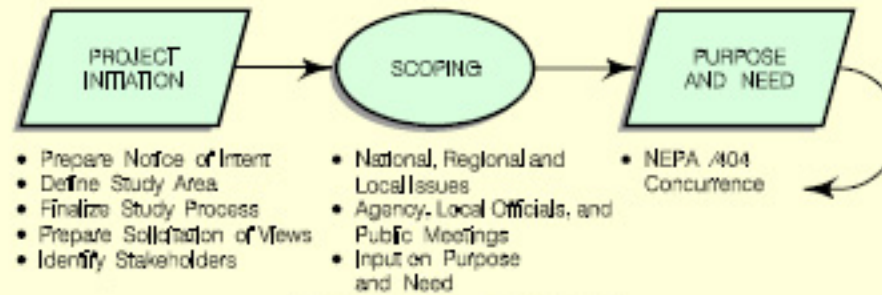 PROJECT
INITIATION
SCOPING
PURPOSE
AND NEED
• Prepare Notice of Intent
• Define Study Area
• Finalize Study Process
• Prepare Solicitation of Views
• Identify Stakeholders
• National, Regional and
Local Issues
• Agency, Local Officials, and
Public Meetings
• Input on Purpose
and Need
• NEPA /404
Concurrence